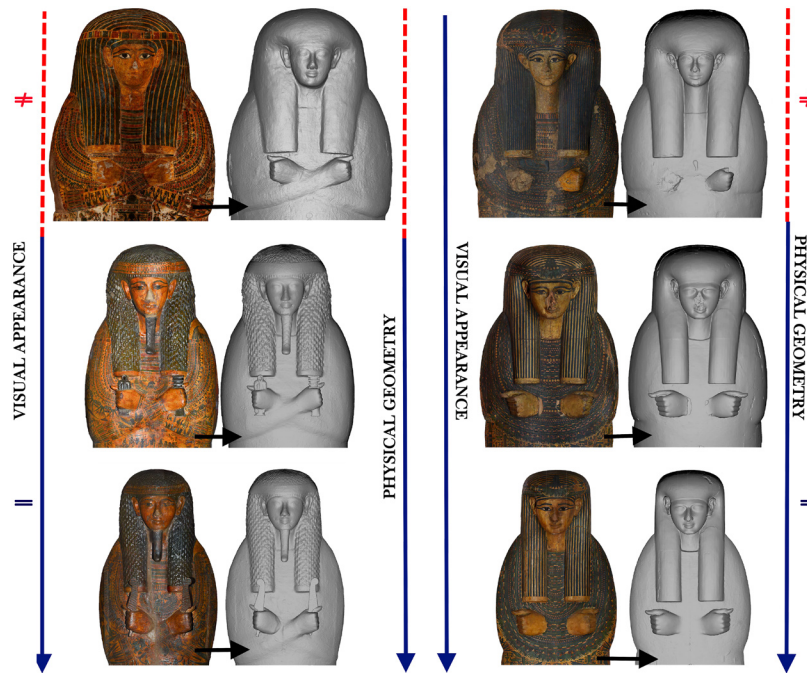 ≠
≠
VISUAL APPEARANCE
PHYSICAL GEOMETRY
VISUAL APPEARANCE
PHYSICAL GEOMETRY
=
=